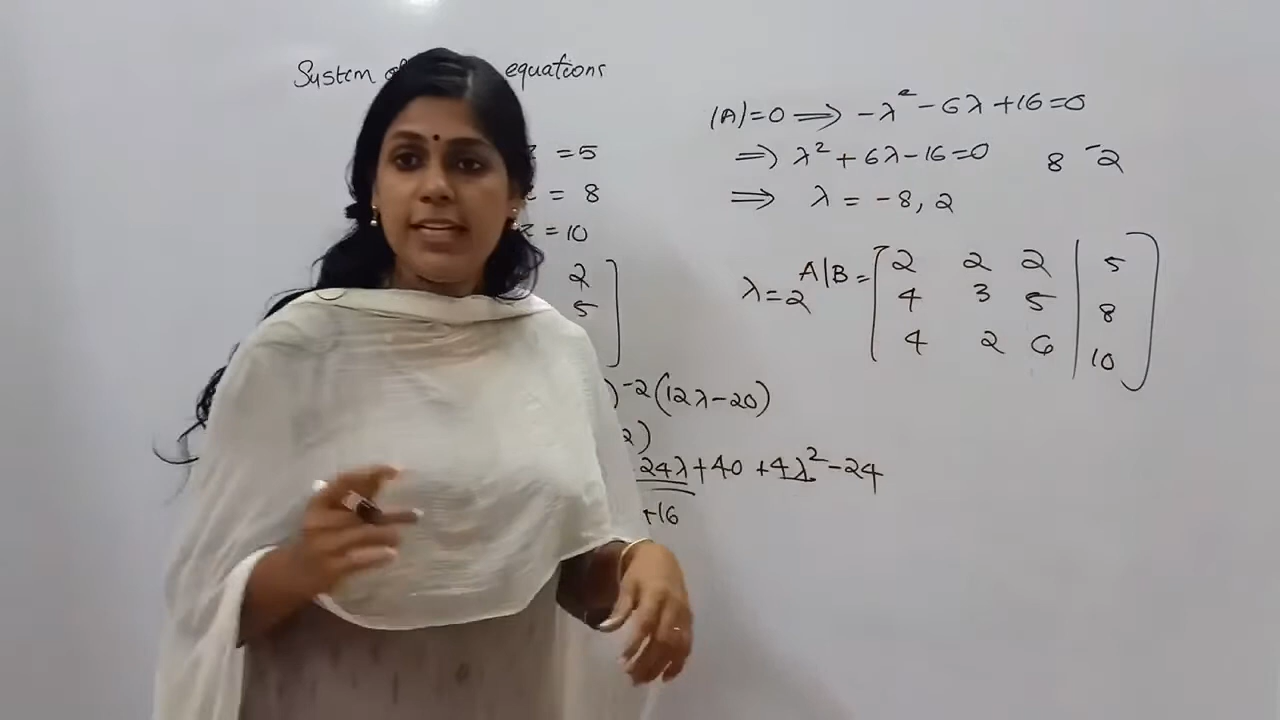 System of equations
= 5
= 8
= 10
2
5
) -2(12λ-20)
2)
24λ+40 +4λ²-24
+16
|A|=0 ⟹ -λ²-6λ+16=0
⟹ λ²+6λ-16=0 8 -2
⟹ λ = -8, 2
λ=2 A|B = [2 2 2 | 5
4 3 5 | 8
4 2 6 | 10]